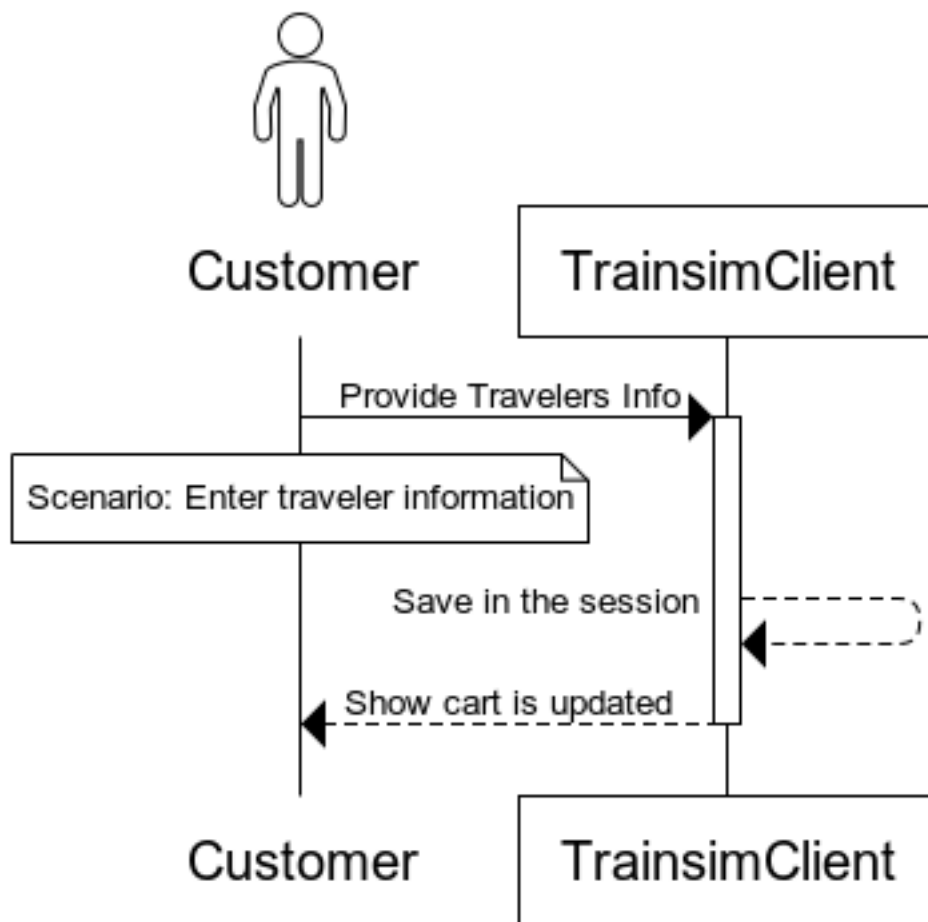 Customer
TrainsimClient
Provide Travelers Info
Scenario: Enter traveler information
Save in the session
Show cart is updated
Customer
TrainsimClient